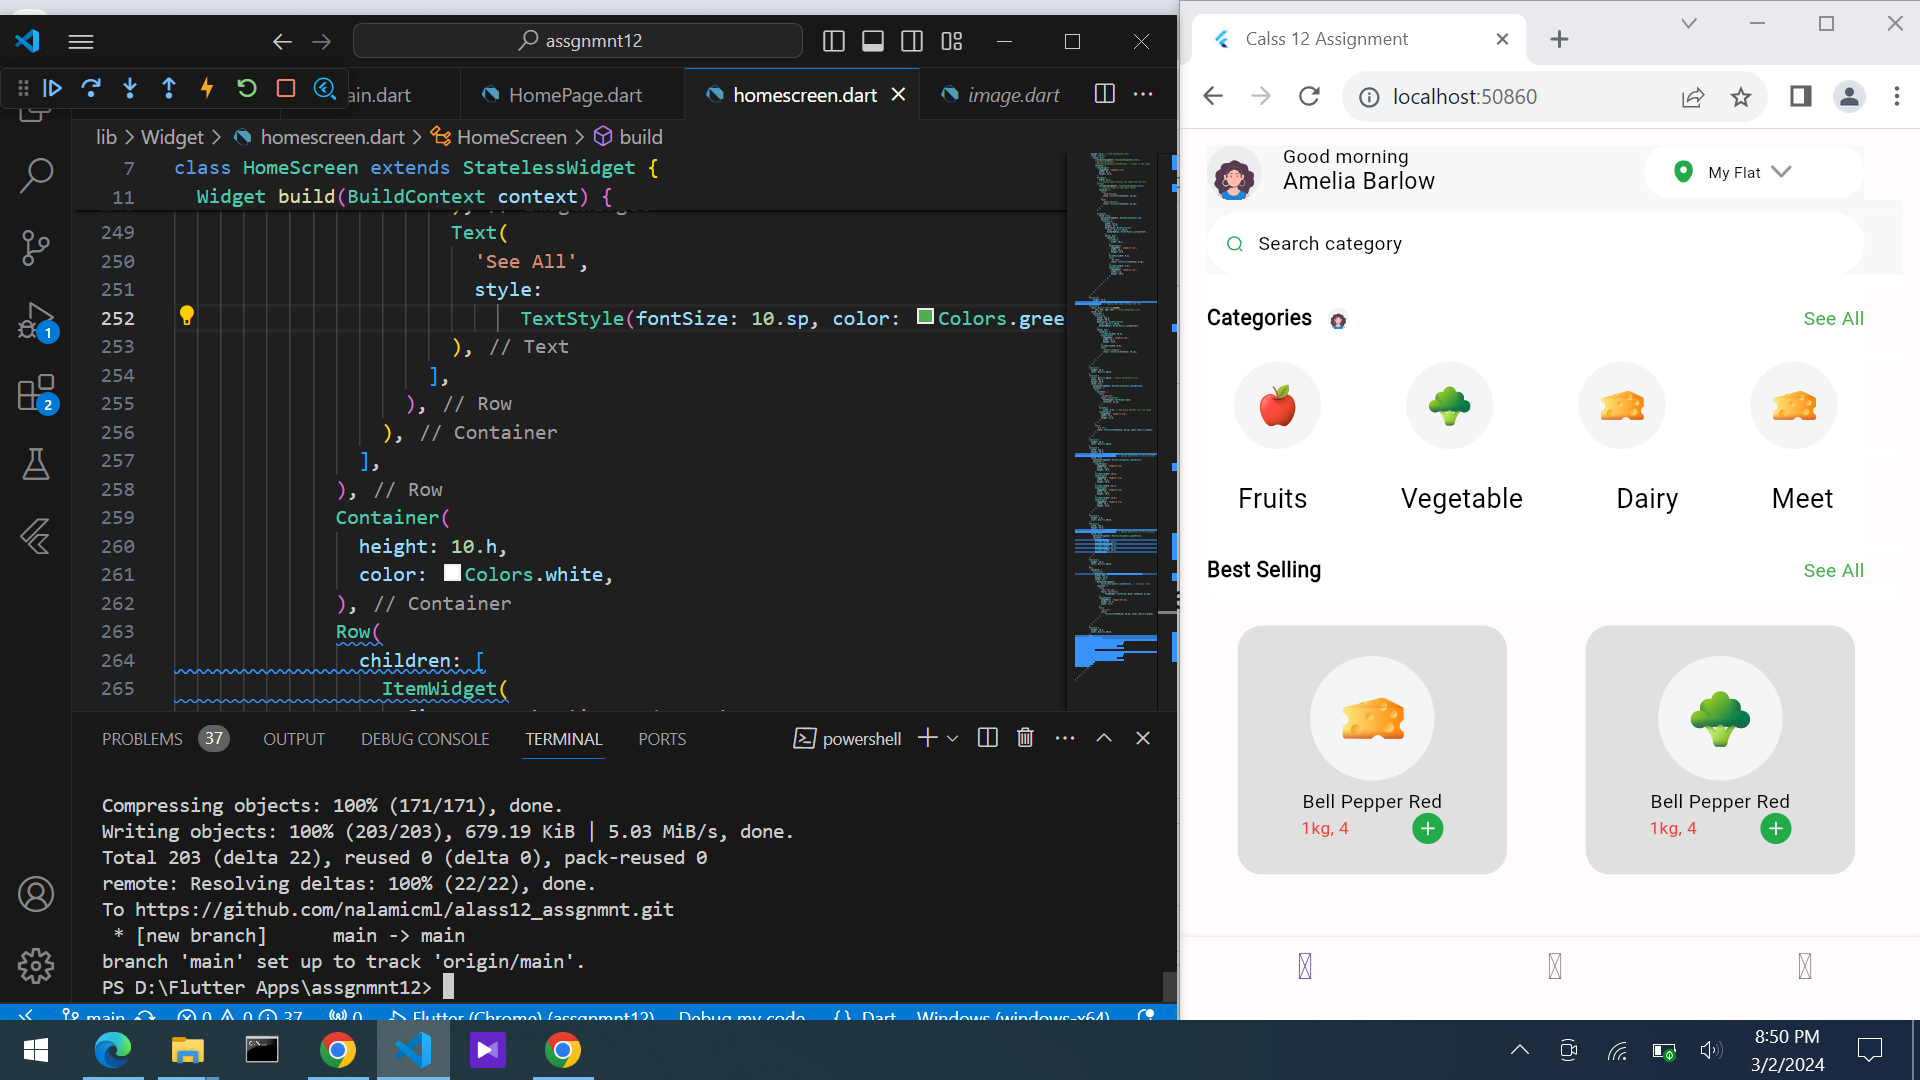 assgnmnt12
ain.dart
HomePage.dart
homescreen.dart
image.dart
lib > Widget > homescreen.dart > HomeScreen > build
7 class HomeScreen extends StatelessWidget {
11 Widget build(BuildContext context) {
249 Text(
250 'See All',
251 style:
252 TextStyle(fontSize: 10.sp, color: Colors.gree
253 ), // Text
254 ],
255 ), // Row
256 ), // Container
257 ],
258 ), // Row
259 Container(
260 height: 10.h,
261 color: Colors.white,
262 ), // Container
263 Row(
264 children: [
265 ItemWidget(
1
2
PROBLEMS 37 OUTPUT DEBUG CONSOLE TERMINAL PORTS powershell
Compressing objects: 100% (171/171), done.
Writing objects: 100% (203/203), 679.19 KiB | 5.03 MiB/s, done.
Total 203 (delta 22), reused 0 (delta 0), pack-reused 0
remote: Resolving deltas: 100% (22/22), done.
To https://github.com/nalamicml/alass12_assgnmnt.git
* [new branch] main -> main
branch 'main' set up to track 'origin/main'.
PS D:\Flutter Apps\assgnmnt12>
main 0 0 37 0 Flutter (Chrome) (assgnmnt12) Debug my code {} Dart Windows (windows-x64)
Calss 12 Assignment
localhost:50860
Good morning
Amelia Barlow
My Flat
Search category
Categories
See All
Fruits
Vegetable
Dairy
Meet
Best Selling
See All
Bell Pepper Red
1kg, 4
Bell Pepper Red
1kg, 4
8:50 PM
3/2/2024